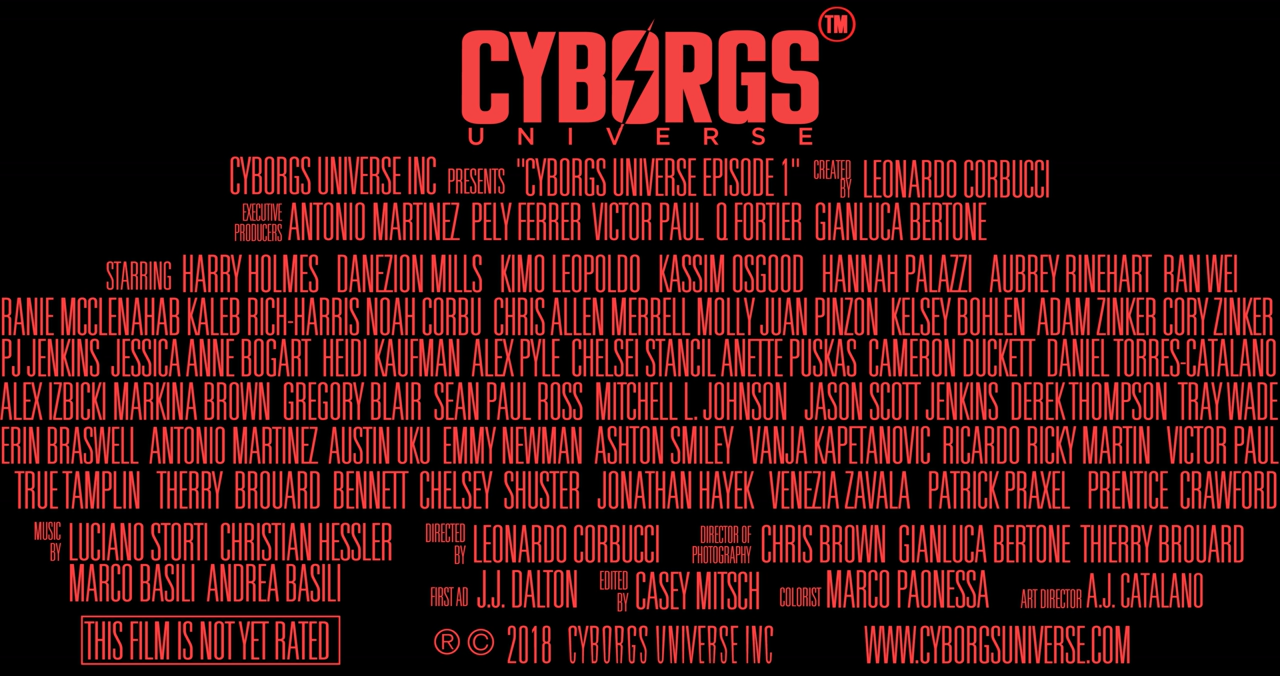 CYBORGS TM
UNIVERSE
CYBORGS UNIVERSE INC PRESENTS "CYBORGS UNIVERSE EPISODE 1" CREATED BY LEONARDO CORBUCCI
EXECUTIVE PRODUCERS ANTONIO MARTINEZ PELY FERRER VICTOR PAUL Q FORTIER GIANLUCA BERTONE
STARRING HARRY HOLMES DANEZION MILLS KIMO LEOPOLDO KASSIM OSGOOD HANNAH PALAZZI AUBREY RINEHART RAN WEI
RANIE MCCLENAHAB KALEB RICH-HARRIS NOAH CORBU CHRIS ALLEN MERRELL MOLLY JUAN PINZON KELSEY BOHLEN ADAM ZINKER CORY ZINKER
PJ JENKINS JESSICA ANNE BOGART HEIDI KAUFMAN ALEX PYLE CHELSEI STANCIL ANETTE PUSKAS CAMERON DUCKETT DANIEL TORRES-CATALANO
ALEX IZBICKI MARKINA BROWN GREGORY BLAIR SEAN PAUL ROSS MITCHELL L. JOHNSON JASON SCOTT JENKINS DEREK THOMPSON TRAY WADE
ERIN BRASWELL ANTONIO MARTINEZ AUSTIN UKU EMMY NEWMAN ASHTON SMILEY VANJA KAPETANOVIC RICARDO RICKY MARTIN VICTOR PAUL
TRUE TAMPLIN THERRY BROUARD BENNETT CHELSEY SHUSTER JONATHAN HAYEK VENEZIA ZAVALA PATRICK PRAXEL PRENTICE CRAWFORD
MUSIC BY LUCIANO STORTI CHRISTIAN HESSLER DIRECTED BY LEONARDO CORBUCCI DIRECTOR OF PHOTOGRAPHY CHRIS BROWN GIANLUCA BERTONE THIERRY BROUARD
MARCO BASILI ANDREA BASILI FIRST AD J.J. DALTON EDITED BY CASEY MITSCH COLORIST MARCO PAONESSA ART DIRECTOR A.J. CATALANO
THIS FILM IS NOT YET RATED ® © 2018 CYBORGS UNIVERSE INC WWW.CYBORGSUNIVERSE.COM